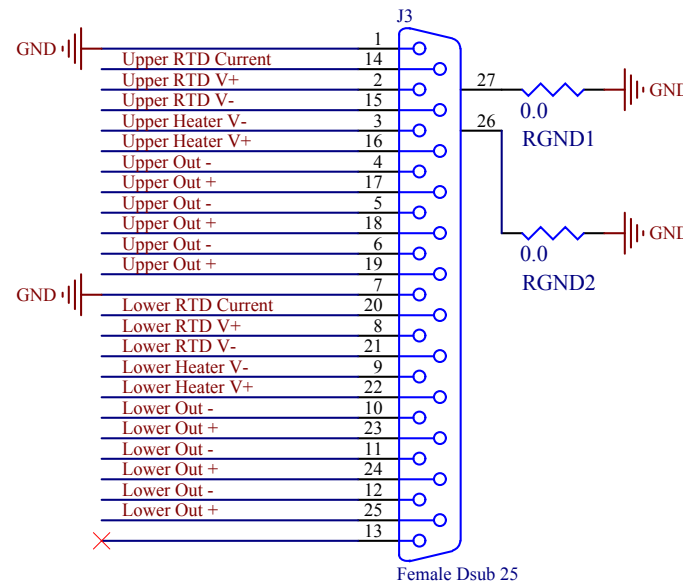 J3
GND
1
Upper RTD Current
14
Upper RTD V+
2
Upper RTD V-
15
Upper Heater V-
3
Upper Heater V+
16
Upper Out -
4
Upper Out +
17
Upper Out -
5
Upper Out +
18
Upper Out -
6
Upper Out +
19
GND
7
Lower RTD Current
20
Lower RTD V+
8
Lower RTD V-
21
Lower Heater V-
9
Lower Heater V+
22
Lower Out -
10
Lower Out +
23
Lower Out -
11
Lower Out +
24
Lower Out -
12
Lower Out +
25
13
27
0.0
RGND1
GND
26
0.0
RGND2
GND
Female Dsub 25